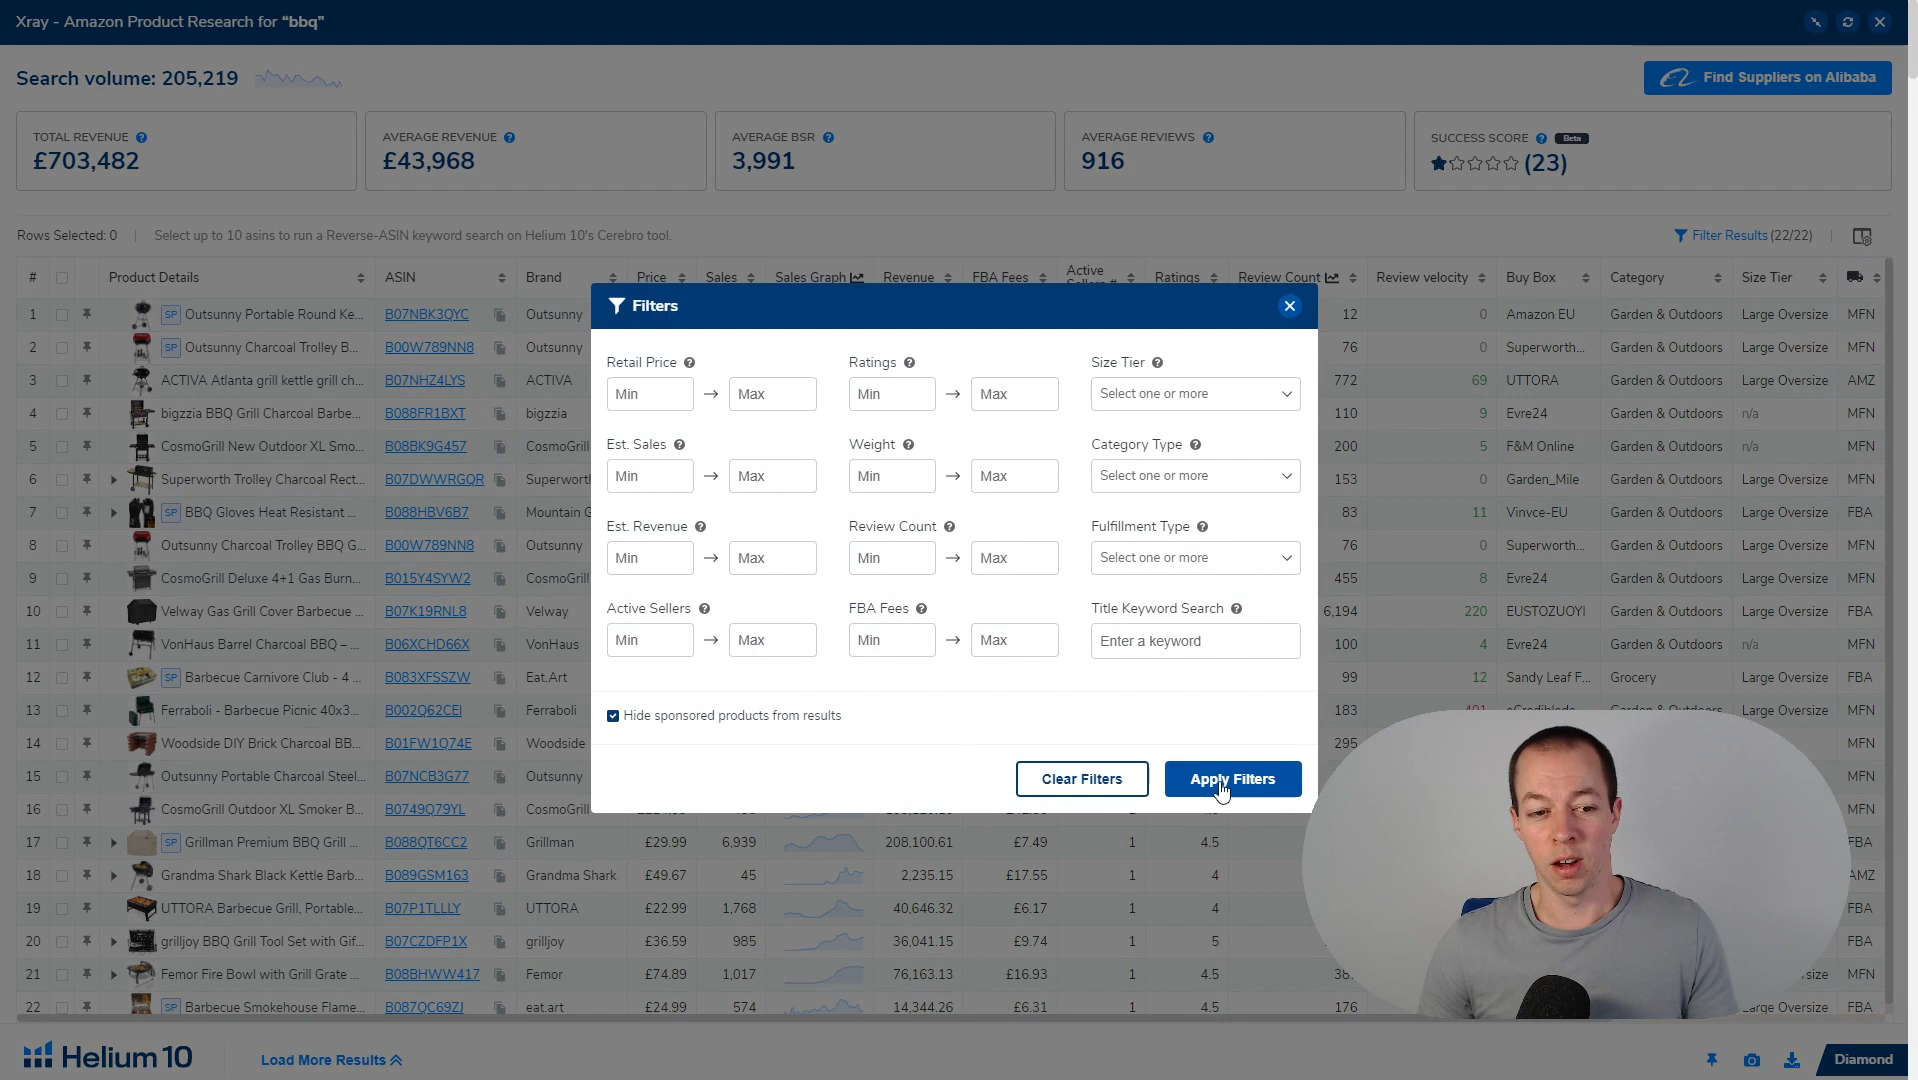 Xray - Amazon Product Research for “bbq”
Search volume: 205,219
Find Suppliers on Alibaba
TOTAL REVENUE
£703,482
AVERAGE REVENUE
£43,968
AVERAGE BSR
3,991
AVERAGE REVIEWS
916
SUCCESS SCORE Beta
(23)
Rows Selected: 0 Select up to 10 asins to run a Reverse-ASIN keyword search on Helium 10's Cerebro tool. Filter Results (22/22)
# Product Details ASIN Brand Price Sales Sales Graph Revenue FBA Fees Active Ratings Review Count Review velocity Buy Box Category Size Tier
1 SP Outsunny Portable Round Ke... B07NBK3QYC Outsunny 12 0 Amazon EU Garden & Outdoors Large Oversize MFN
2 SP Outsunny Charcoal Trolley B... B00W789NN8 Outsunny 76 0 Superworth... Garden & Outdoors Large Oversize MFN
3 ACTIVA Atlanta grill kettle grill ch... B07NHZ4LYS ACTIVA 772 69 UTTORA Garden & Outdoors Large Oversize AMZ
4 bigzzia BBQ Grill Charcoal Barbe... B088FR1BXT bigzzia 110 9 Evre24 Garden & Outdoors n/a MFN
5 CosmoGrill New Outdoor XL Smo... B08BK9G457 CosmoGrill 200 5 F&M Online Garden & Outdoors n/a MFN
6 Superworth Trolley Charcoal Rect... B07DWWRGQR Superworth 153 0 Garden_Mile Garden & Outdoors Large Oversize MFN
7 SP BBQ Gloves Heat Resistant ... B088HBV6B7 Mountain G 83 11 Vinvce-EU Garden & Outdoors Large Oversize FBA
8 Outsunny Charcoal Trolley BBQ G... B00W789NN8 Outsunny 76 0 Superworth... Garden & Outdoors Large Oversize MFN
9 CosmoGrill Deluxe 4+1 Gas Burn... B015Y4SYW2 CosmoGrill 455 8 Evre24 Garden & Outdoors Large Oversize MFN
10 Velway Gas Grill Cover Barbecue ... B07K19RNL8 Velway 6,194 220 EUSTOZUOYI Garden & Outdoors Large Oversize FBA
11 VonHaus Barrel Charcoal BBQ – ... B06XCHD66X VonHaus 100 4 Evre24 Garden & Outdoors n/a MFN
12 SP Barbecue Carnivore Club - 4 ... B083XFSSZW Eat.Art 99 12 Sandy Leaf F... Grocery Large Oversize FBA
13 Ferraboli - Barbecue Picnic 40x3... B002Q62CEI Ferraboli 183 Garden & Outdoors Large Oversize MFN
14 Woodside DIY Brick Charcoal BB... B01FW1Q74E Woodside 295 MFN
15 Outsunny Portable Charcoal Steel... B07NCB3G77 Outsunny MFN
16 CosmoGrill Outdoor XL Smoker B... B0749Q79YL CosmoGrill MFN
17 SP Grillman Premium BBQ Grill ... B088QT6CC2 Grillman £29.99 6,939 208,100.61 £7.49 1 4.5 FBA
18 Grandma Shark Black Kettle Barb... B089GSM163 Grandma Shark £49.67 45 2,235.15 £17.55 1 4 AMZ
19 UTTORA Barbecue Grill, Portable... B07P1TLLLY UTTORA £22.99 1,768 40,646.32 £6.17 1 4 FBA
20 grilljoy BBQ Grill Tool Set with Gif... B07CZDFP1X grilljoy £36.59 985 36,041.15 £9.74 1 5 FBA
21 Femor Fire Bowl with Grill Grate ... B08BHWW417 Femor £74.89 1,017 76,163.13 £16.93 1 4.5 MFN
22 SP Barbecue Smokehouse Flame... B087QC69ZJ eat.art £24.99 574 14,344.26 £6.31 1 4.5 176 Large Oversize FBA
Filters
Retail Price Ratings Size Tier
Min → Max Min → Max Select one or more
Est. Sales Weight Category Type
Min → Max Min → Max Select one or more
Est. Revenue Review Count Fulfillment Type
Min → Max Min → Max Select one or more
Active Sellers FBA Fees Title Keyword Search
Min → Max Min → Max Enter a keyword
Hide sponsored products from results
Clear Filters Apply Filters
Helium 10 Load More Results Diamond